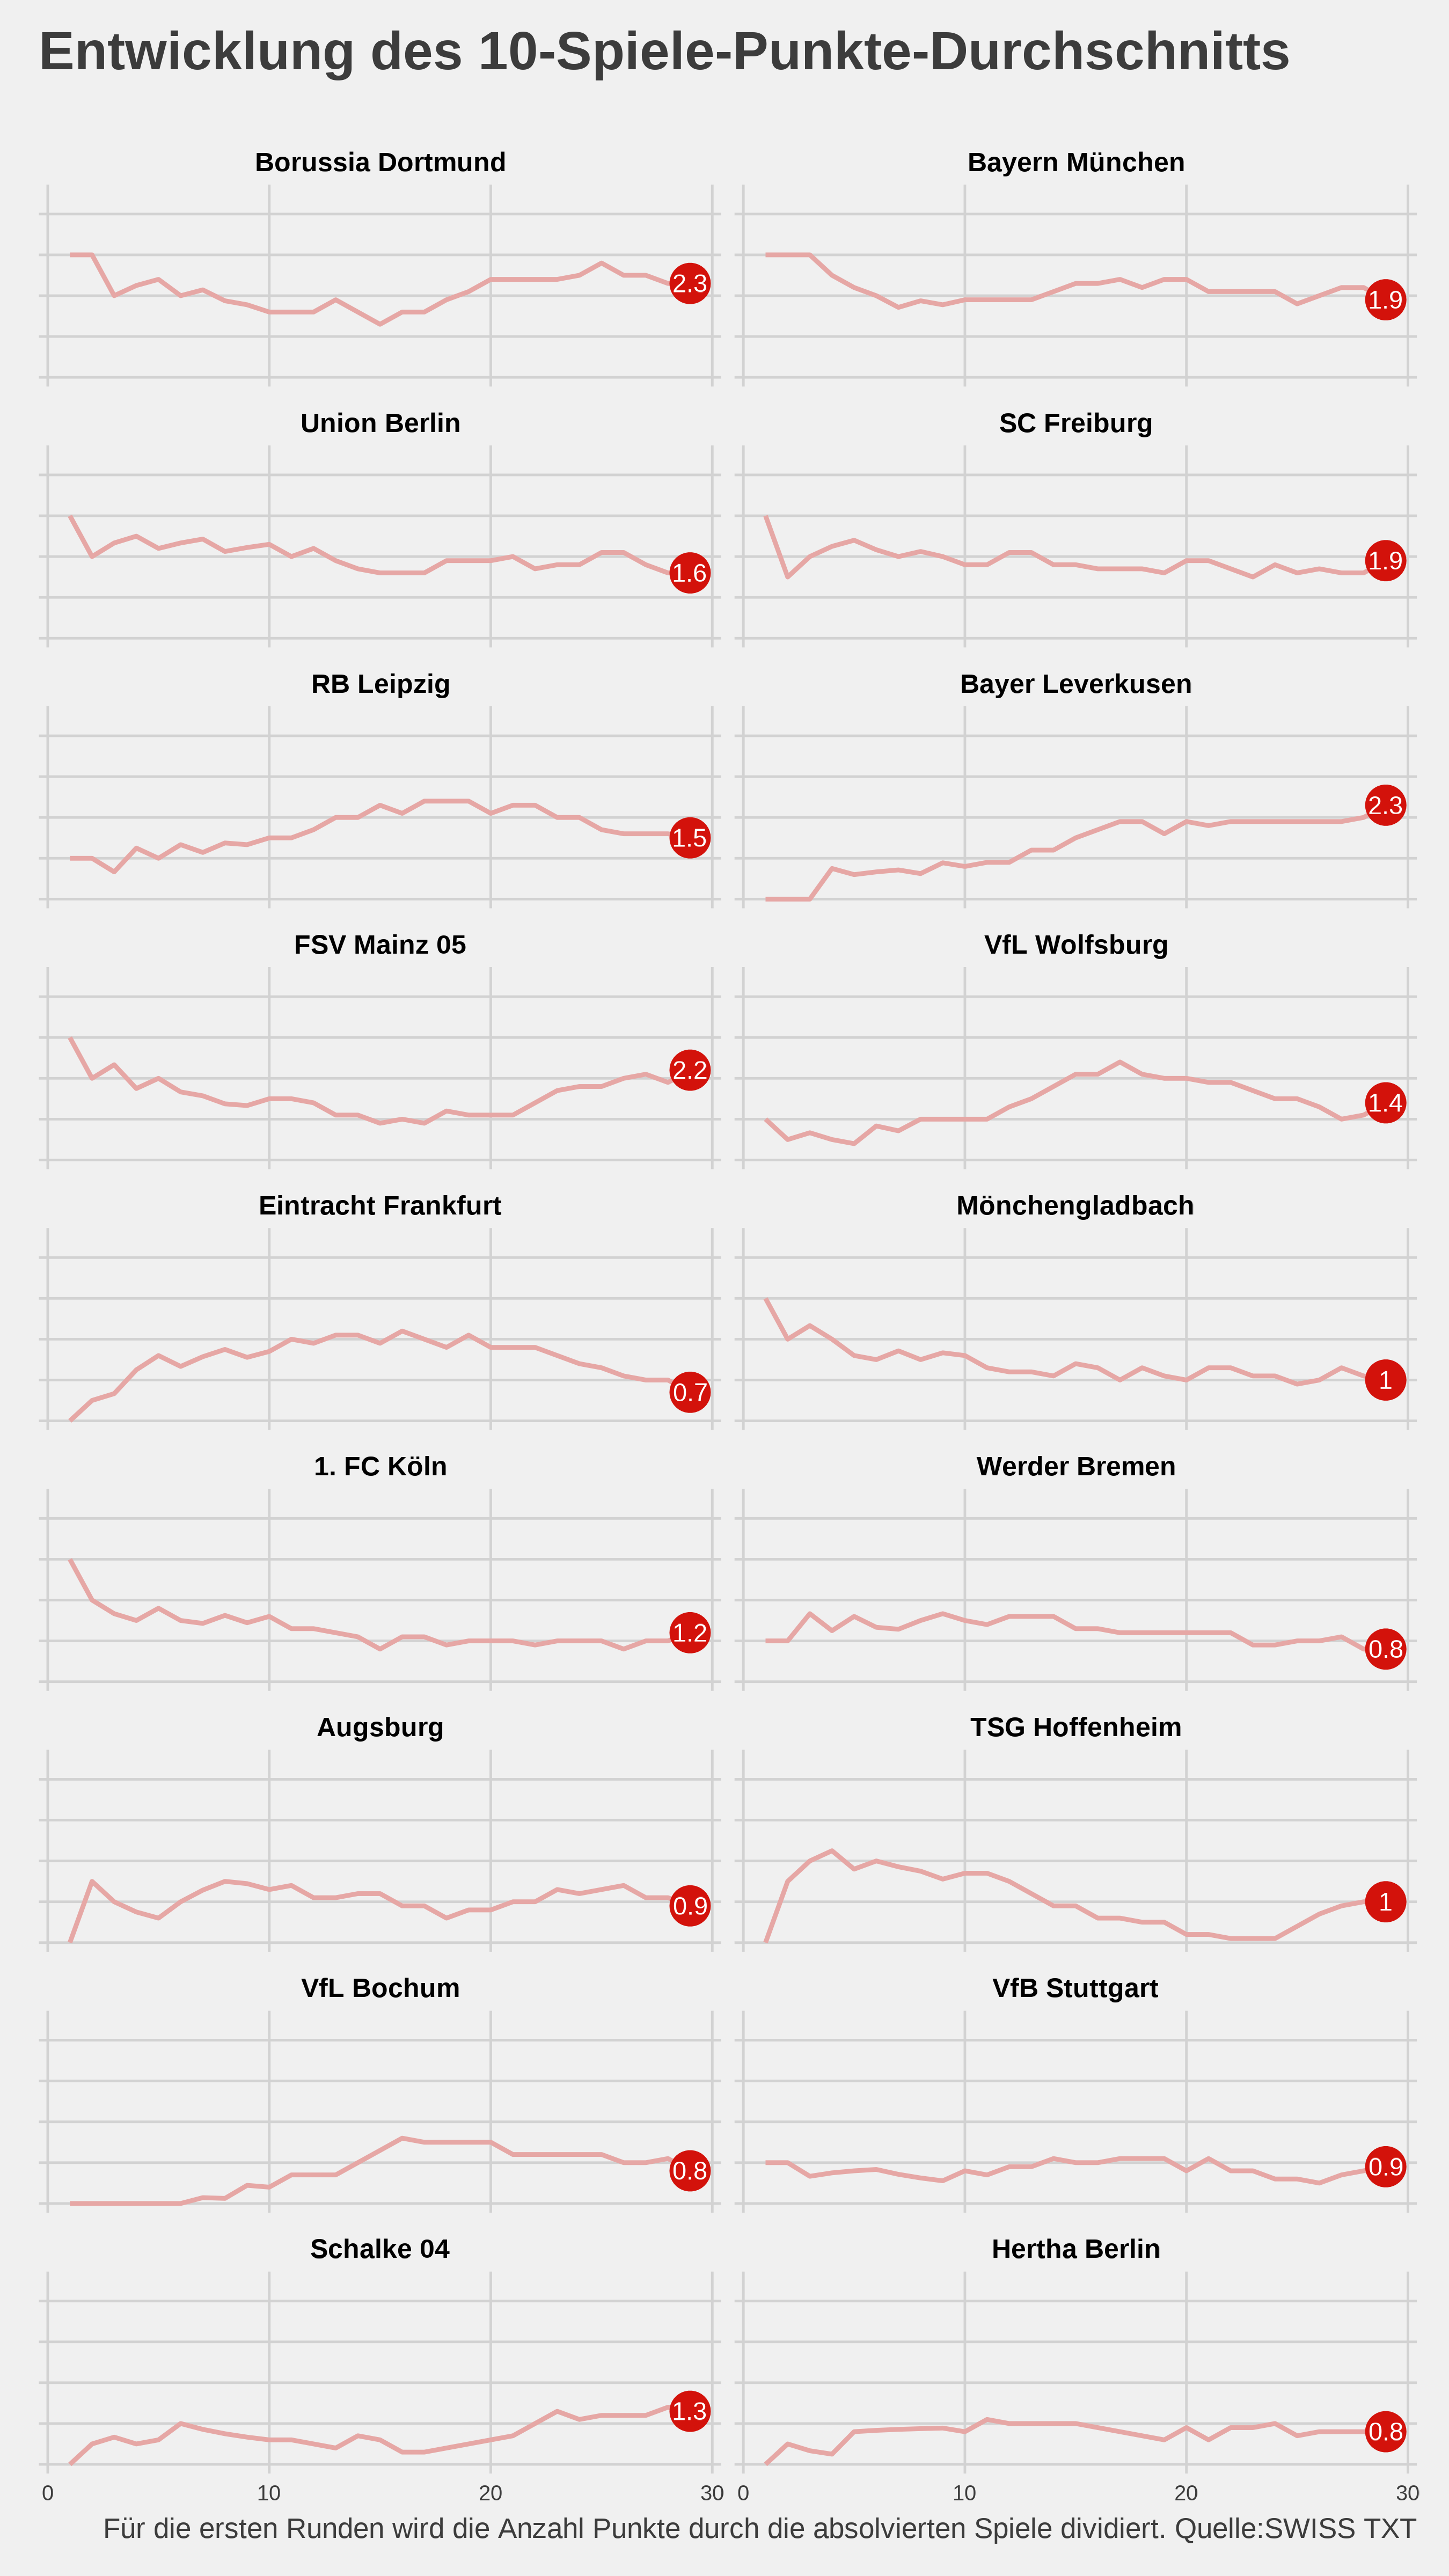 Entwicklung des 10-Spiele-Punkte-Durchschnitts
Borussia Dortmund
Bayern München
2.3
1.9
Union Berlin
SC Freiburg
1.6
1.9
RB Leipzig
Bayer Leverkusen
1.5
2.3
FSV Mainz 05
VfL Wolfsburg
2.2
1.4
Eintracht Frankfurt
Mönchengladbach
0.7
1
1. FC Köln
Werder Bremen
1.2
0.8
Augsburg
TSG Hoffenheim
0.9
1
VfL Bochum
VfB Stuttgart
0.8
0.9
Schalke 04
Hertha Berlin
1.3
0.8
0 10 20 30 0 10 20 30
Für die ersten Runden wird die Anzahl Punkte durch die absolvierten Spiele dividiert. Quelle:SWISS TXT